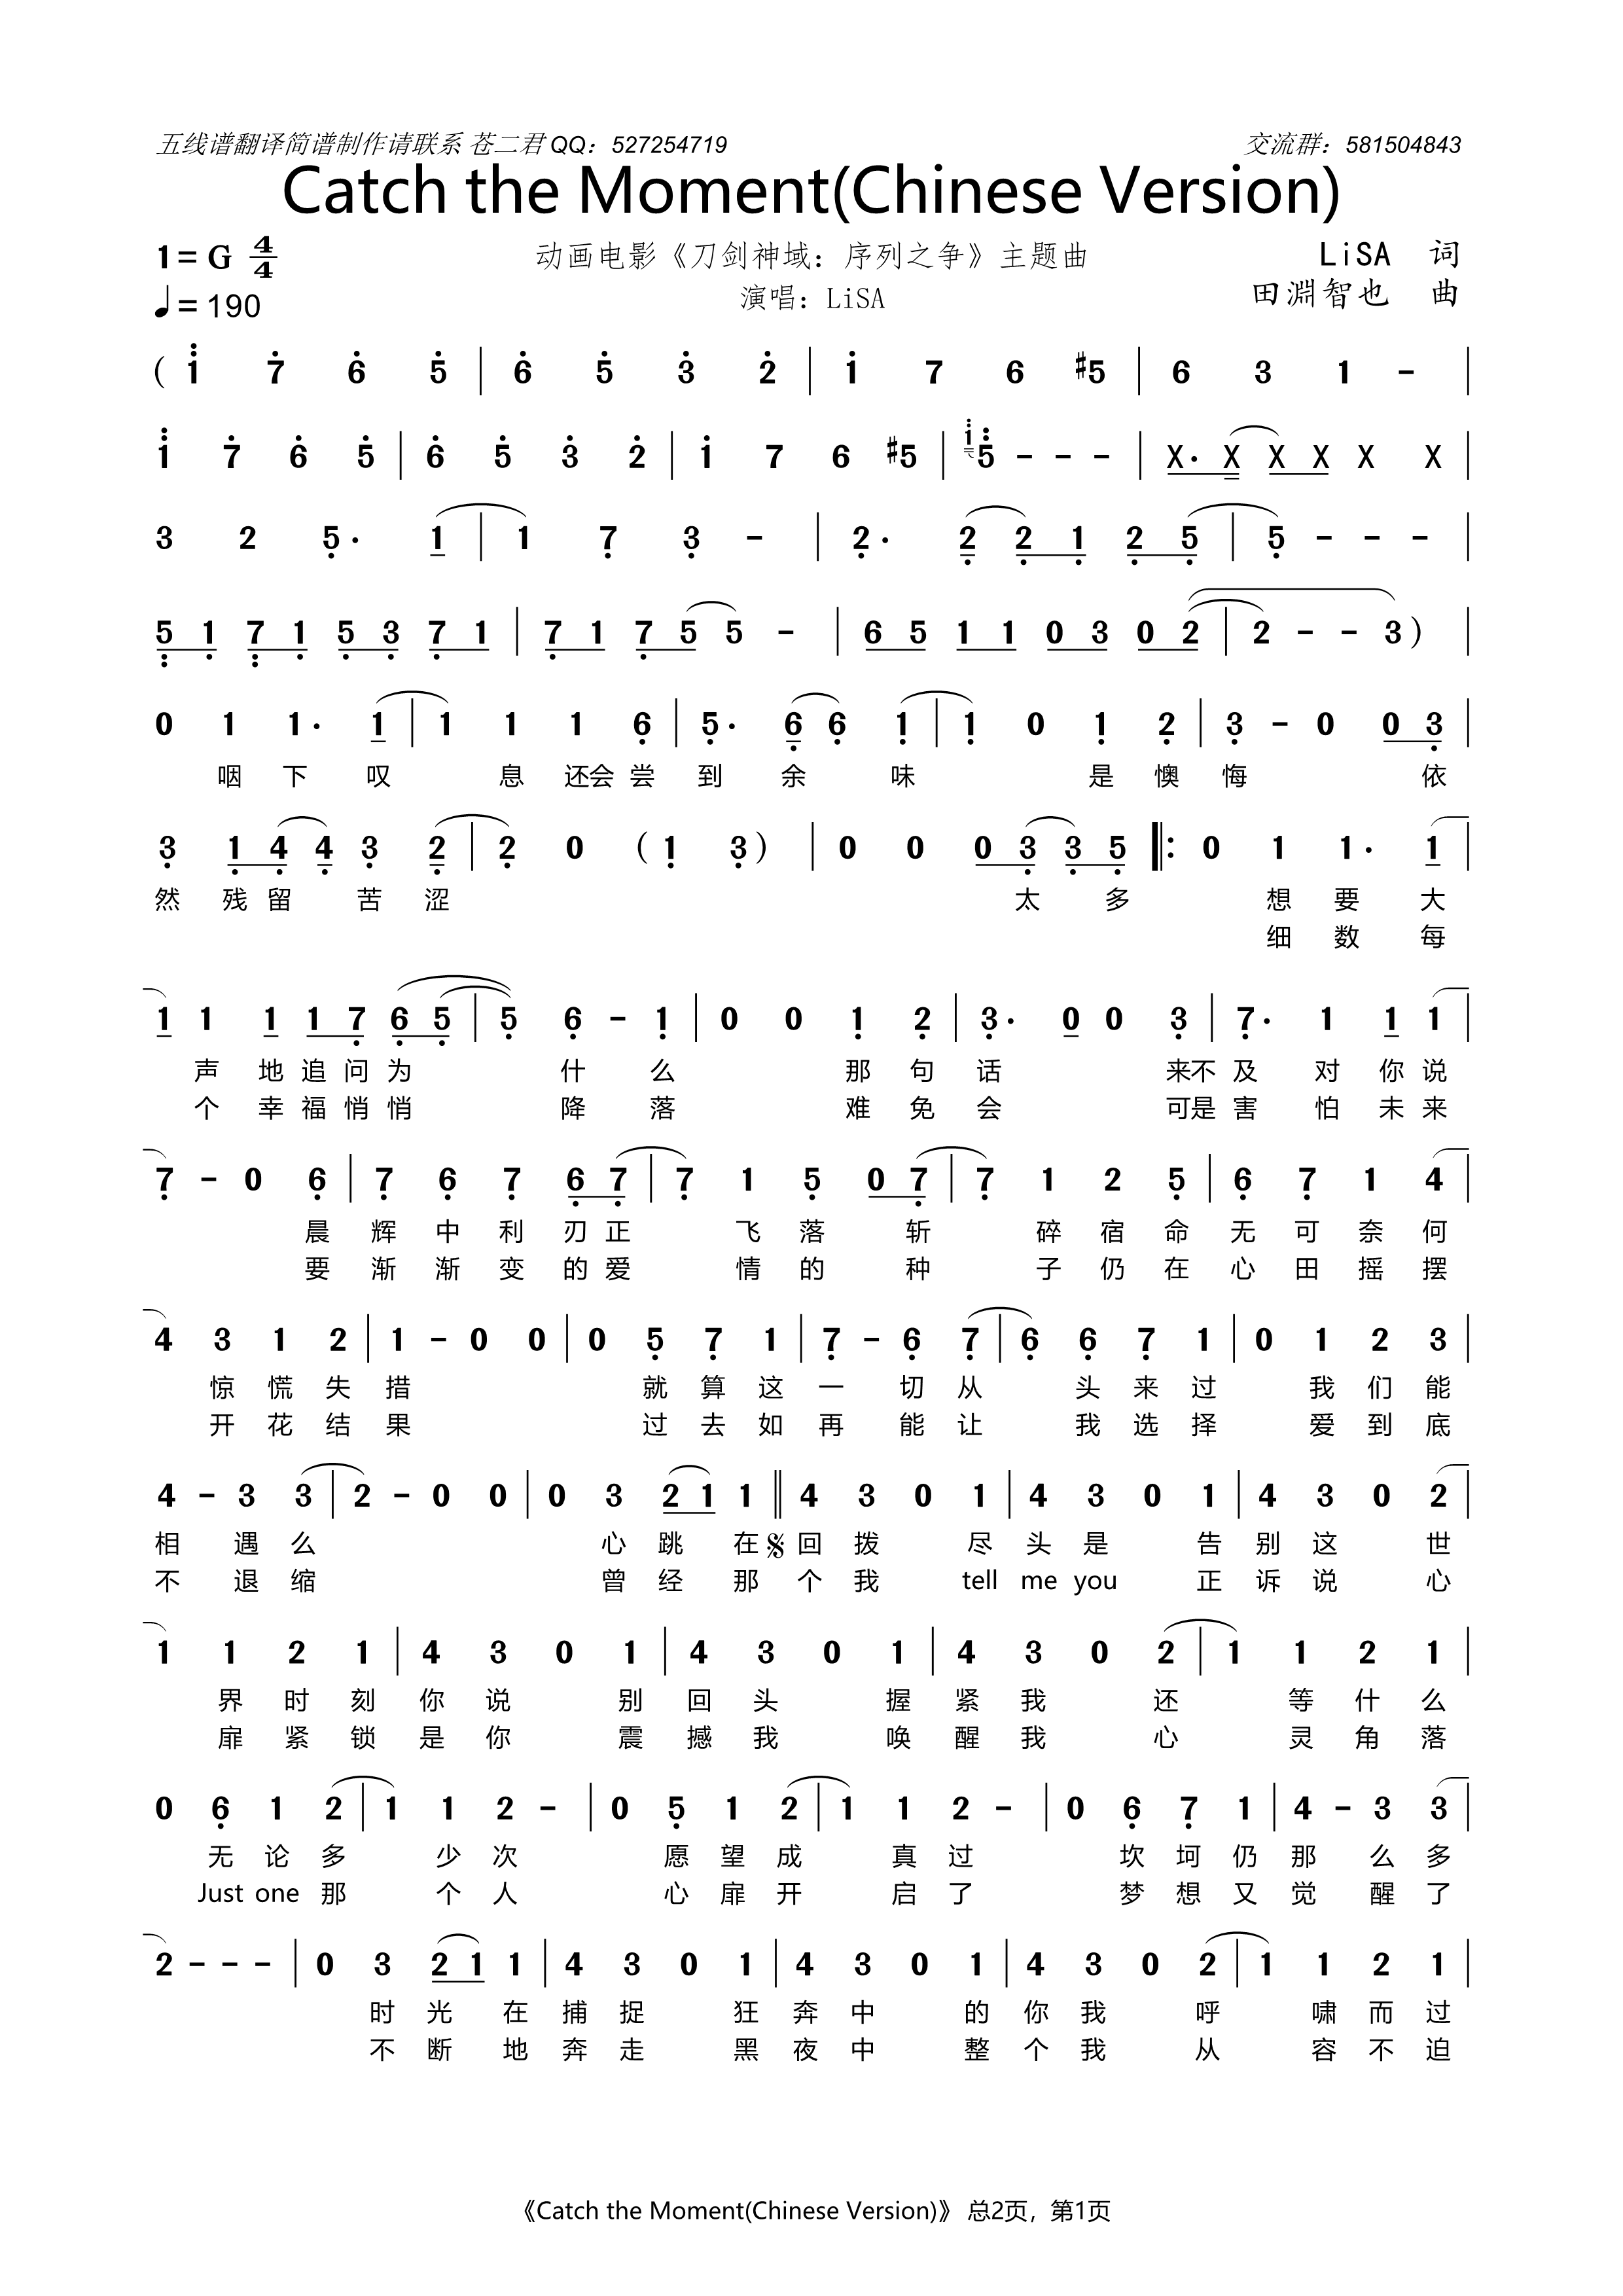 五线谱翻译简谱制作请联系 苍二君QQ：527254719 交流群：581504843
Catch the Moment(Chinese Version)
1= G 4/4 动画电影《刀剑神域：序列之争》主题曲 LiSA 词
♩= 190 演唱：LiSA 田淵智也 曲
( 1 7 6 5 | 6 5 3 2 | 1 7 6 #5 | 6 3 1 - |
1 7 6 5 | 6 5 3 2 | 1 7 6 #5 | 1 5 - - - | X. X X X X X |
3 2 5. 1 | 1 7 3 - | 2. 2 2 1 2 5 | 5 - - - |
5 1 7 1 5 3 7 1 | 7 1 7 5 5 - | 6 5 1 1 0 3 0 2 | 2 - - 3 ) |
0 1 1. 1 | 1 1 1 6 | 5. 6 6 1 | 1 0 1 2 | 3 - 0 0 3 |
咽 下 叹 息 还会 尝 到 余 味 是 懊 悔 依
3 1 4 4 3 2 | 2 0 ( 1 3 ) | 0 0 0 3 3 5 |: 0 1 1. 1 |
然 残 留 苦 涩 太 多 想 要 大
细 数 每
1 1 1 1 7 6 5 | 5 6 - 1 | 0 0 1 2 | 3. 0 0 3 | 7. 1 1 1 |
声 地 追 问 为 什 么 那 句 话 来不 及 对 你 说
个 幸 福 悄 悄 降 落 难 免 会 可是 害 怕 未 来
7 - 0 6 | 7 6 7 6 7 | 7 1 5 0 7 | 7 1 2 5 | 6 7 1 4 |
晨 辉 中 利 刃 正 飞 落 斩 碎 宿 命 无 可 奈 何
要 渐 渐 变 的 爱 情 的 种 子 仍 在 心 田 摇 摆
4 3 1 2 | 1 - 0 0 | 0 5 7 1 | 7 - 6 7 | 6 6 7 1 | 0 1 2 3 |
惊 慌 失 措 就 算 这 一 切 从 头 来 过 我 们 能
开 花 结 果 过 去 如 再 能 让 我 选 择 爱 到 底
4 - 3 3 | 2 - 0 0 | 0 3 2 1 1 || 4 3 0 1 | 4 3 0 1 | 4 3 0 2 |
相 遇 么 心 跳 在 𝄋 回 拨 尽 头 是 告 别 这 世
不 退 缩 曾 经 那 个 我 tell me you 正 诉 说 心
1 1 2 1 | 4 3 0 1 | 4 3 0 1 | 4 3 0 2 | 1 1 2 1 |
界 时 刻 你 说 别 回 头 握 紧 我 还 等 什 么
扉 紧 锁 是 你 震 撼 我 唤 醒 我 心 灵 角 落
0 6 1 2 | 1 1 2 - | 0 5 1 2 | 1 1 2 - | 0 6 7 1 | 4 - 3 3 |
无 论 多 少 次 愿 望 成 真 过 坎 坷 仍 那 么 多
Just one 那 个 人 心 扉 开 启 了 梦 想 又 觉 醒 了
2 - - - | 0 3 2 1 1 | 4 3 0 1 | 4 3 0 1 | 4 3 0 2 | 1 1 2 1 |
时 光 在 捕 捉 狂 奔 中 的 你 我 呼 啸 而 过
不 断 地 奔 走 黑 夜 中 整 个 我 从 容 不 迫
《Catch the Moment(Chinese Version)》 总2页，第1页